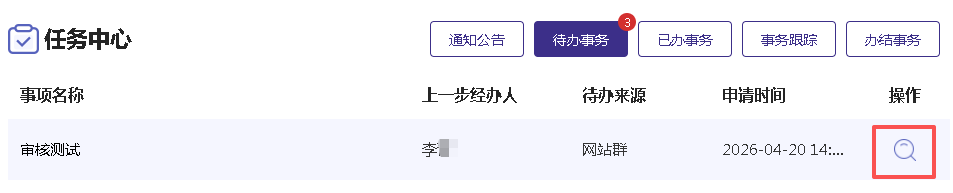 任务中心 通知公告 待办事务 3 已办事务 事务跟踪 办结事务
事项名称 上一步经办人 待办来源 申请时间 操作
审核测试 李 网站群 2026-04-20 14:...